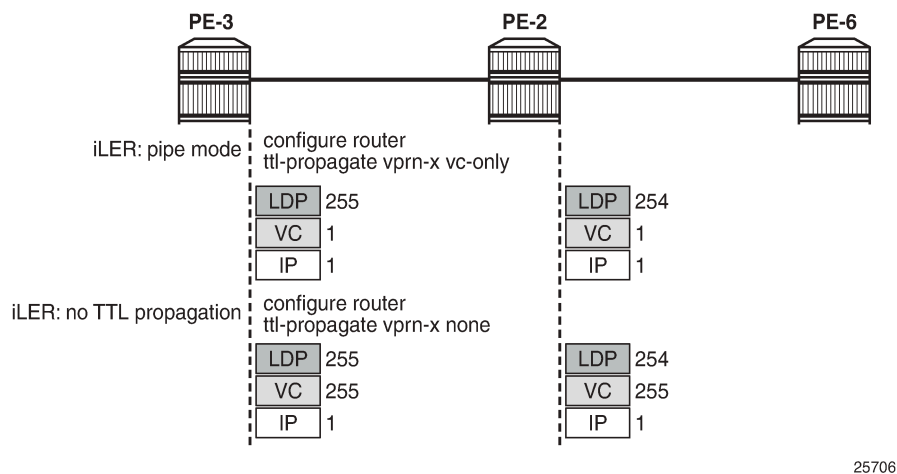 PE-3 PE-2 PE-6
iLER: pipe mode
configure router
ttl-propagate vprn-x vc-only
LDP 255 LDP 254
VC 1 VC 1
IP 1 IP 1
iLER: no TTL propagation
configure router
ttl-propagate vprn-x none
LDP 255 LDP 254
VC 255 VC 255
IP 1 IP 1
25706